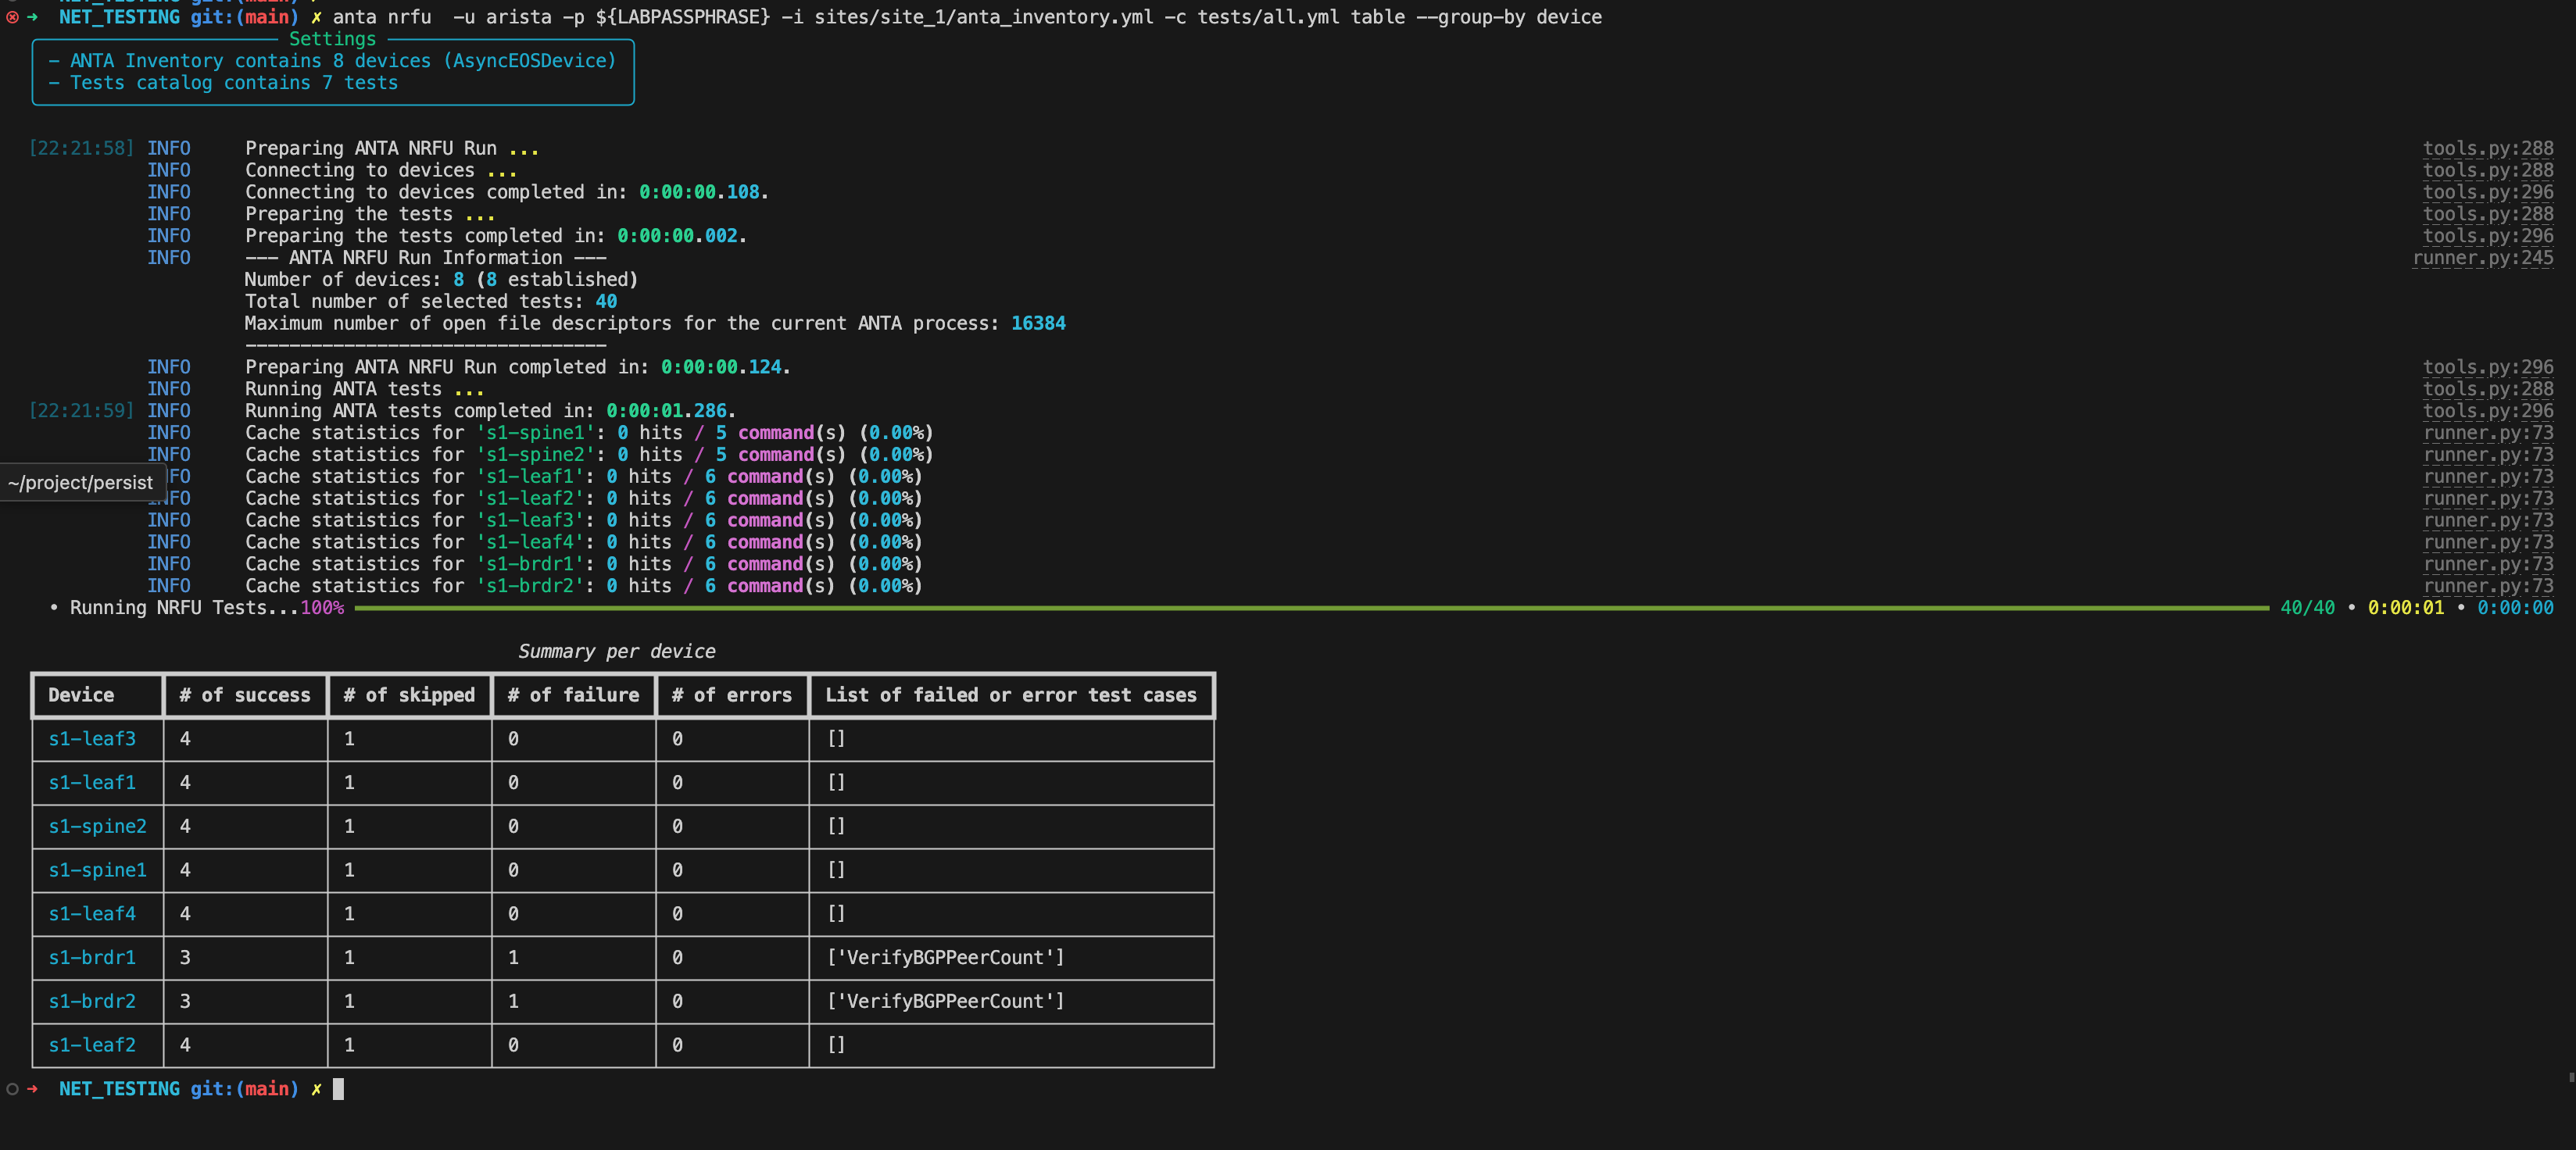 ➜ NET_TESTING git:(main) ✗ anta nrfu  -u arista -p ${LABPASSPHRASE} -i sites/site_1/anta_inventory.yml -c tests/all.yml table --group-by device
Settings
- ANTA Inventory contains 8 devices (AsyncEOSDevice)
- Tests catalog contains 7 tests
[22:21:58] INFO Preparing ANTA NRFU Run ... tools.py:288
INFO Connecting to devices ... tools.py:288
INFO Connecting to devices completed in: 0:00:00.108. tools.py:296
INFO Preparing the tests ... tools.py:288
INFO Preparing the tests completed in: 0:00:00.002. tools.py:296
INFO --- ANTA NRFU Run Information --- runner.py:245
Number of devices: 8 (8 established)
Total number of selected tests: 40
Maximum number of open file descriptors for the current ANTA process: 16384
---------------------------------
INFO Preparing ANTA NRFU Run completed in: 0:00:00.124. tools.py:296
INFO Running ANTA tests ... tools.py:288
[22:21:59] INFO Running ANTA tests completed in: 0:00:01.286. tools.py:296
INFO Cache statistics for 's1-spine1': 0 hits / 5 command(s) (0.00%) runner.py:73
INFO Cache statistics for 's1-spine2': 0 hits / 5 command(s) (0.00%) runner.py:73
~/project/persist
FO Cache statistics for 's1-leaf1': 0 hits / 6 command(s) (0.00%) runner.py:73
INFO Cache statistics for 's1-leaf2': 0 hits / 6 command(s) (0.00%) runner.py:73
INFO Cache statistics for 's1-leaf3': 0 hits / 6 command(s) (0.00%) runner.py:73
INFO Cache statistics for 's1-leaf4': 0 hits / 6 command(s) (0.00%) runner.py:73
INFO Cache statistics for 's1-brdr1': 0 hits / 6 command(s) (0.00%) runner.py:73
INFO Cache statistics for 's1-brdr2': 0 hits / 6 command(s) (0.00%) runner.py:73
• Running NRFU Tests...100% 40/40 • 0:00:01 • 0:00:00
Summary per device
Device # of success # of skipped # of failure # of errors List of failed or error test cases
s1-leaf3 4 1 0 0 []
s1-leaf1 4 1 0 0 []
s1-spine2 4 1 0 0 []
s1-spine1 4 1 0 0 []
s1-leaf4 4 1 0 0 []
s1-brdr1 3 1 1 0 ['VerifyBGPPeerCount']
s1-brdr2 3 1 1 0 ['VerifyBGPPeerCount']
s1-leaf2 4 1 0 0 []
➜ NET_TESTING git:(main) ✗